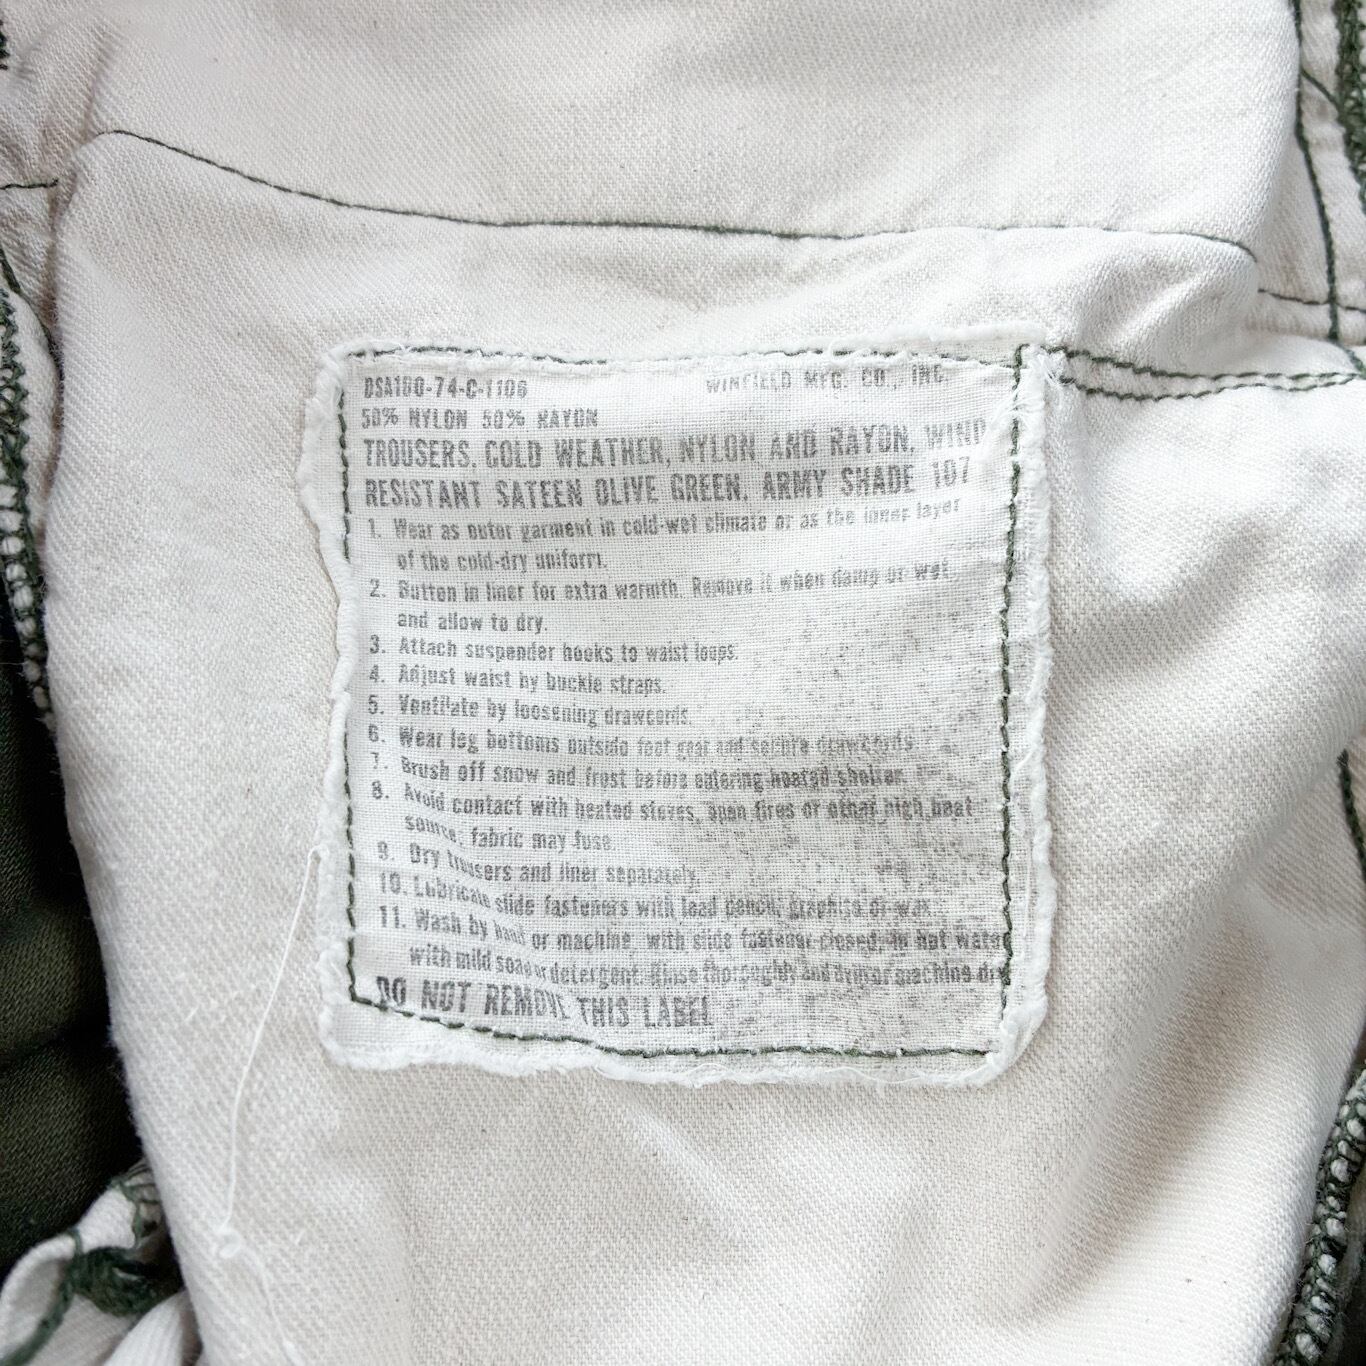 DSA100-74-C-1106 WINFIELD MFG. CO., INC.
50% NYLON 50% RAYON
TROUSERS, COLD WEATHER, NYLON AND RAYON, WIND
RESISTANT SATEEN OLIVE GREEN, ARMY SHADE 107
1. Wear as outer garment in cold-wet climate or as the inner layer
of the cold-dry uniform.
2. Button in liner for extra warmth. Remove it when damp or wet
and allow to dry.
3. Attach suspender hooks to waist loops.
4. Adjust waist by buckle straps.
5. Ventilate by loosening drawcords.
6. Wear leg bottoms outside foot gear and secure drawcords
7. Brush off snow and frost before entering heated shelter.
8. Avoid contact with heated stoves, open fires or other high heat
source; fabric may fuse.
9. Dry trousers and liner separately.
10. Lubricate slide fasteners with lead pencil, graphite or wax.
11. Wash by hand or machine, with slide fastener closed, in hot water
with mild soap or detergent. Rinse thoroughly and drip or machine dry
DO NOT REMOVE THIS LABEL